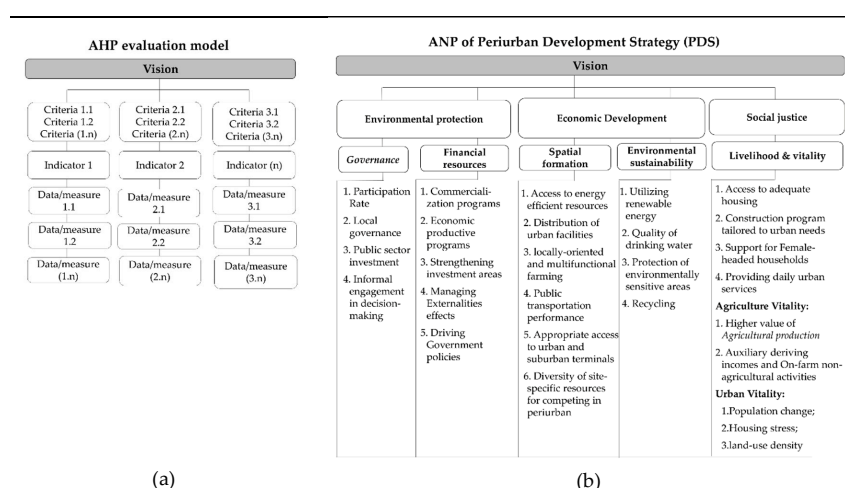 AHP evaluation model
Vision
Criteria 1.1
Criteria 1.2
Criteria (1.n)
Criteria 2.1
Criteria 2.2
Criteria (2.n)
Criteria 3.1
Criteria 3.2
Criteria (3.n)
Indicator 1
Indicator 2
Indicator (n)
Data/measure
1.1
Data/measure
2.1
Data/measure
3.1
Data/measure
1.2
Data/measure
2.2
Data/measure
3.2
Data/measure
(1.n)
Data/measure
(2.n)
Data/measure
(3.n)
(a)
ANP of Periurban Development Strategy (PDS)
Vision
Environmental protection
Economic Development
Social justice
Governance
Financial
resources
Spatial
formation
Environmental
sustainability
Livelihood & vitality
1. Participation
Rate
2. Local
governance
3. Public sector
investment
4. Informal
engagement
in decision-
making
1. Commerciali-
zation programs
2. Economic
productive
programs
3. Strengthening
investment areas
4. Managing
Externalities
effects
5. Driving
Government
policies
1. Access to energy
efficient resources
2. Distribution of
urban facilities
3. locally-oriented
and multifunctional
farming
4. Public
transportation
performance
5. Appropriate access
to urban and
suburban terminals
6. Diversity of site-
specific resources
for competing in
periurban
1. Utilizing
renewable
energy
2. Quality of
drinking water
3. Protection of
environmentally
sensitive areas
4. Recycling
1. Access to adequate
housing
2. Construction program
tailored to urban needs
3. Support for Female-
headed households
4. Providing daily urban
services
Agriculture Vitality:
1. Higher value of
Agricultural production
2. Auxiliary deriving
incomes and On-farm non-
agricultural activities
Urban Vitality:
1.Population change;
2.Housing stress;
3.land-use density
(b)